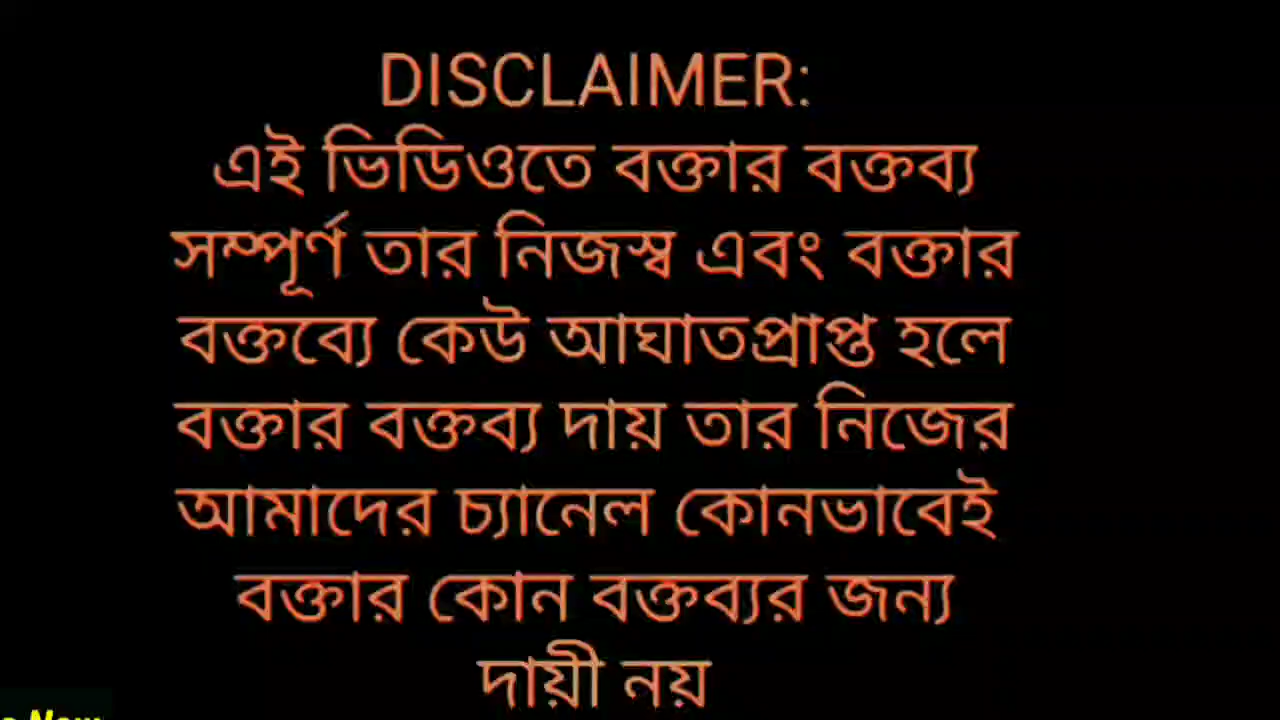 DISCLAIMER:
এই ভিডিওতে বক্তার বক্তব্য
সম্পূর্ণ তার নিজস্ব এবং বক্তার
বক্তব্যে কেউ আঘাতপ্রাপ্ত হলে
বক্তার বক্তব্য দায় তার নিজের
আমাদের চ্যানেল কোনভাবেই
বক্তার কোন বক্তব্যর জন্য
দায়ী নয়